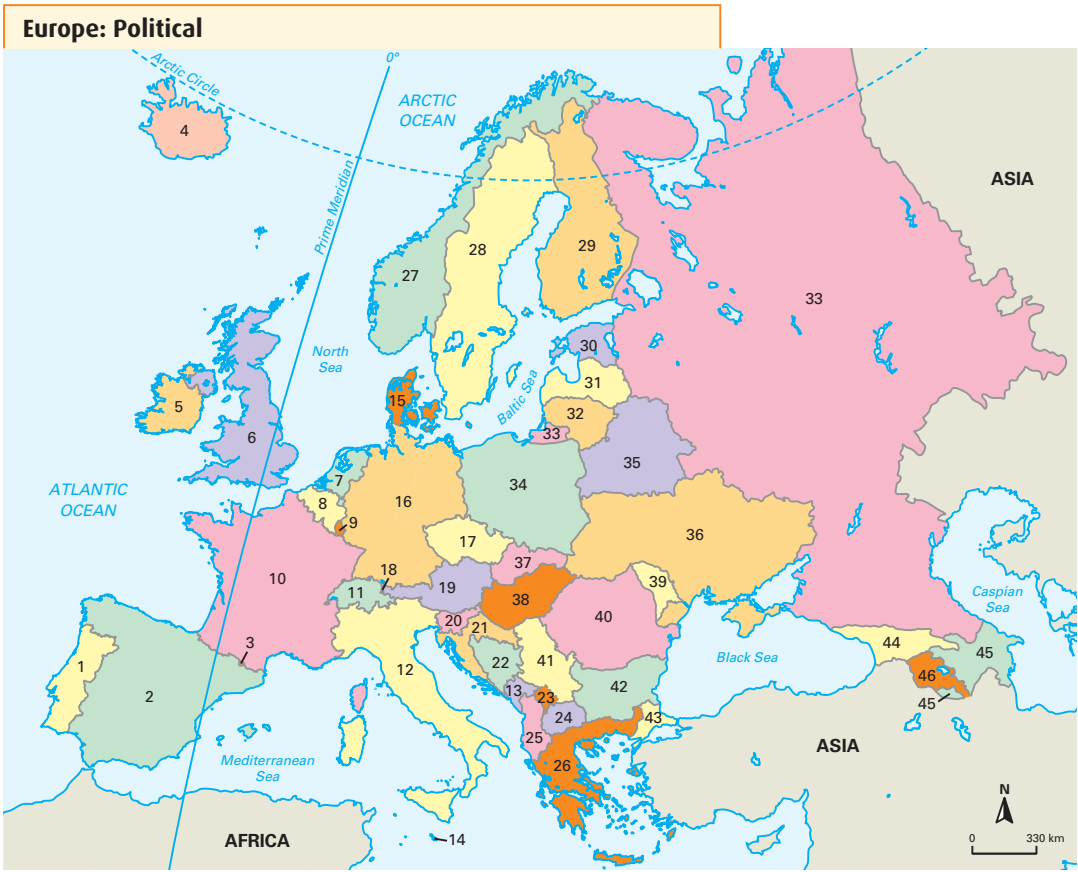 Europe: Political
Arctic Circle
0°
ARCTIC
OCEAN
4
Prime Meridian
ASIA
28
29
27
33
North
Sea
30
31
Baltic Sea
15
5
32
33
6
35
7
34
ATLANTIC
OCEAN
16
8
9
36
17
37
18
10
39
11
19
38
Caspian
Sea
20
40
21
3
44
45
12
22
41
Black Sea
1
46
42
13
23
2
45
24
43
25
ASIA
Mediterranean
Sea
26
N
14
AFRICA
0
330 km